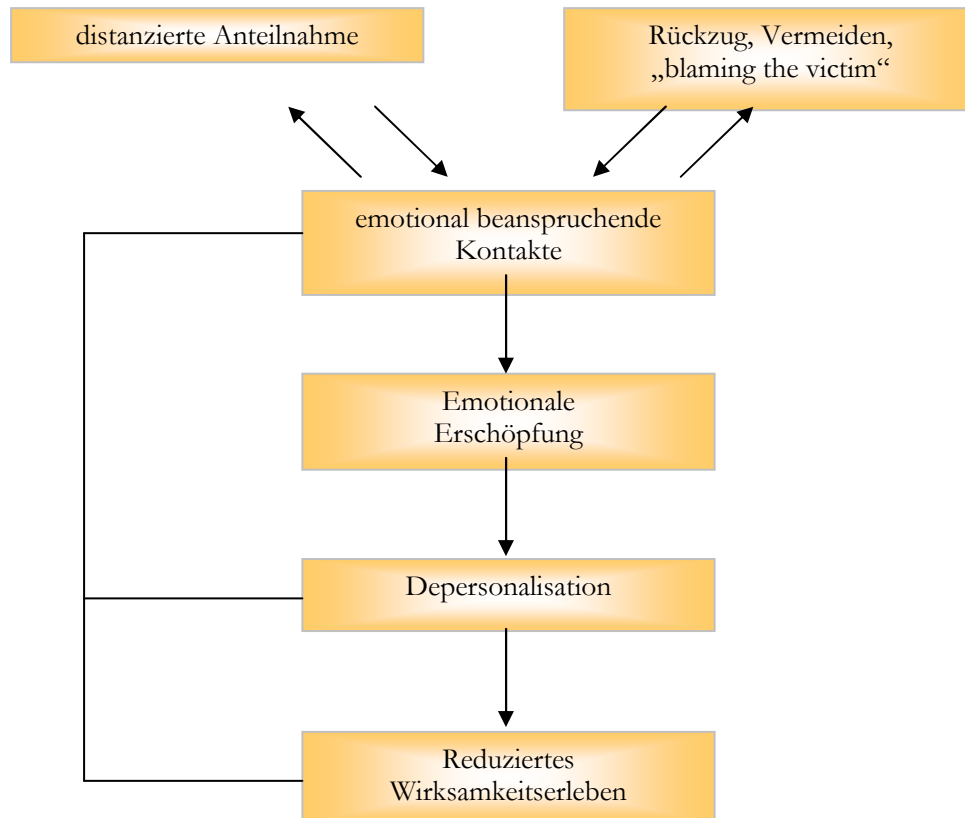 distanzierte Anteilnahme
Rückzug, Vermeiden,
„blaming the victim“
emotional beanspruchende
Kontakte
Emotionale
Erschöpfung
Depersonalisation
Reduziertes
Wirksamkeitserleben